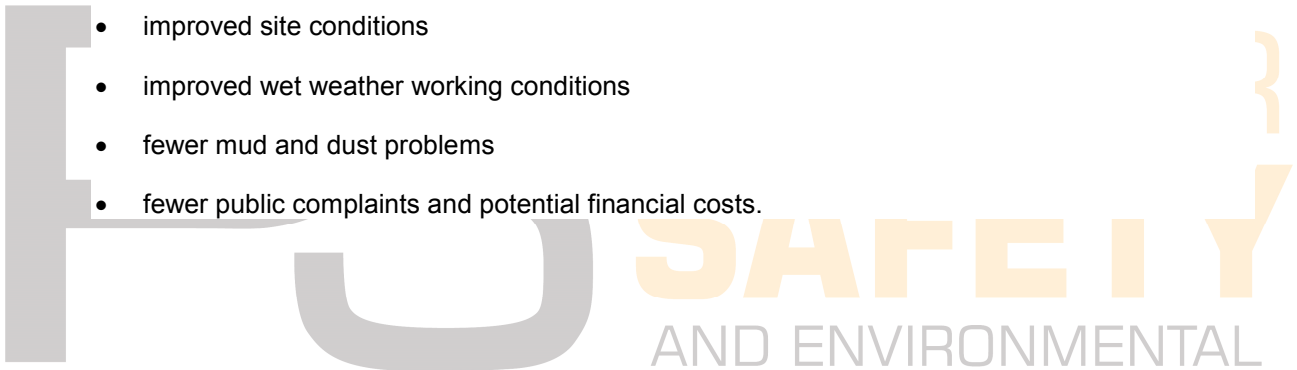 • improved site conditions
• improved wet weather working conditions
• fewer mud and dust problems
• fewer public complaints and potential financial costs.
SAFETY
AND ENVIRONMENTAL